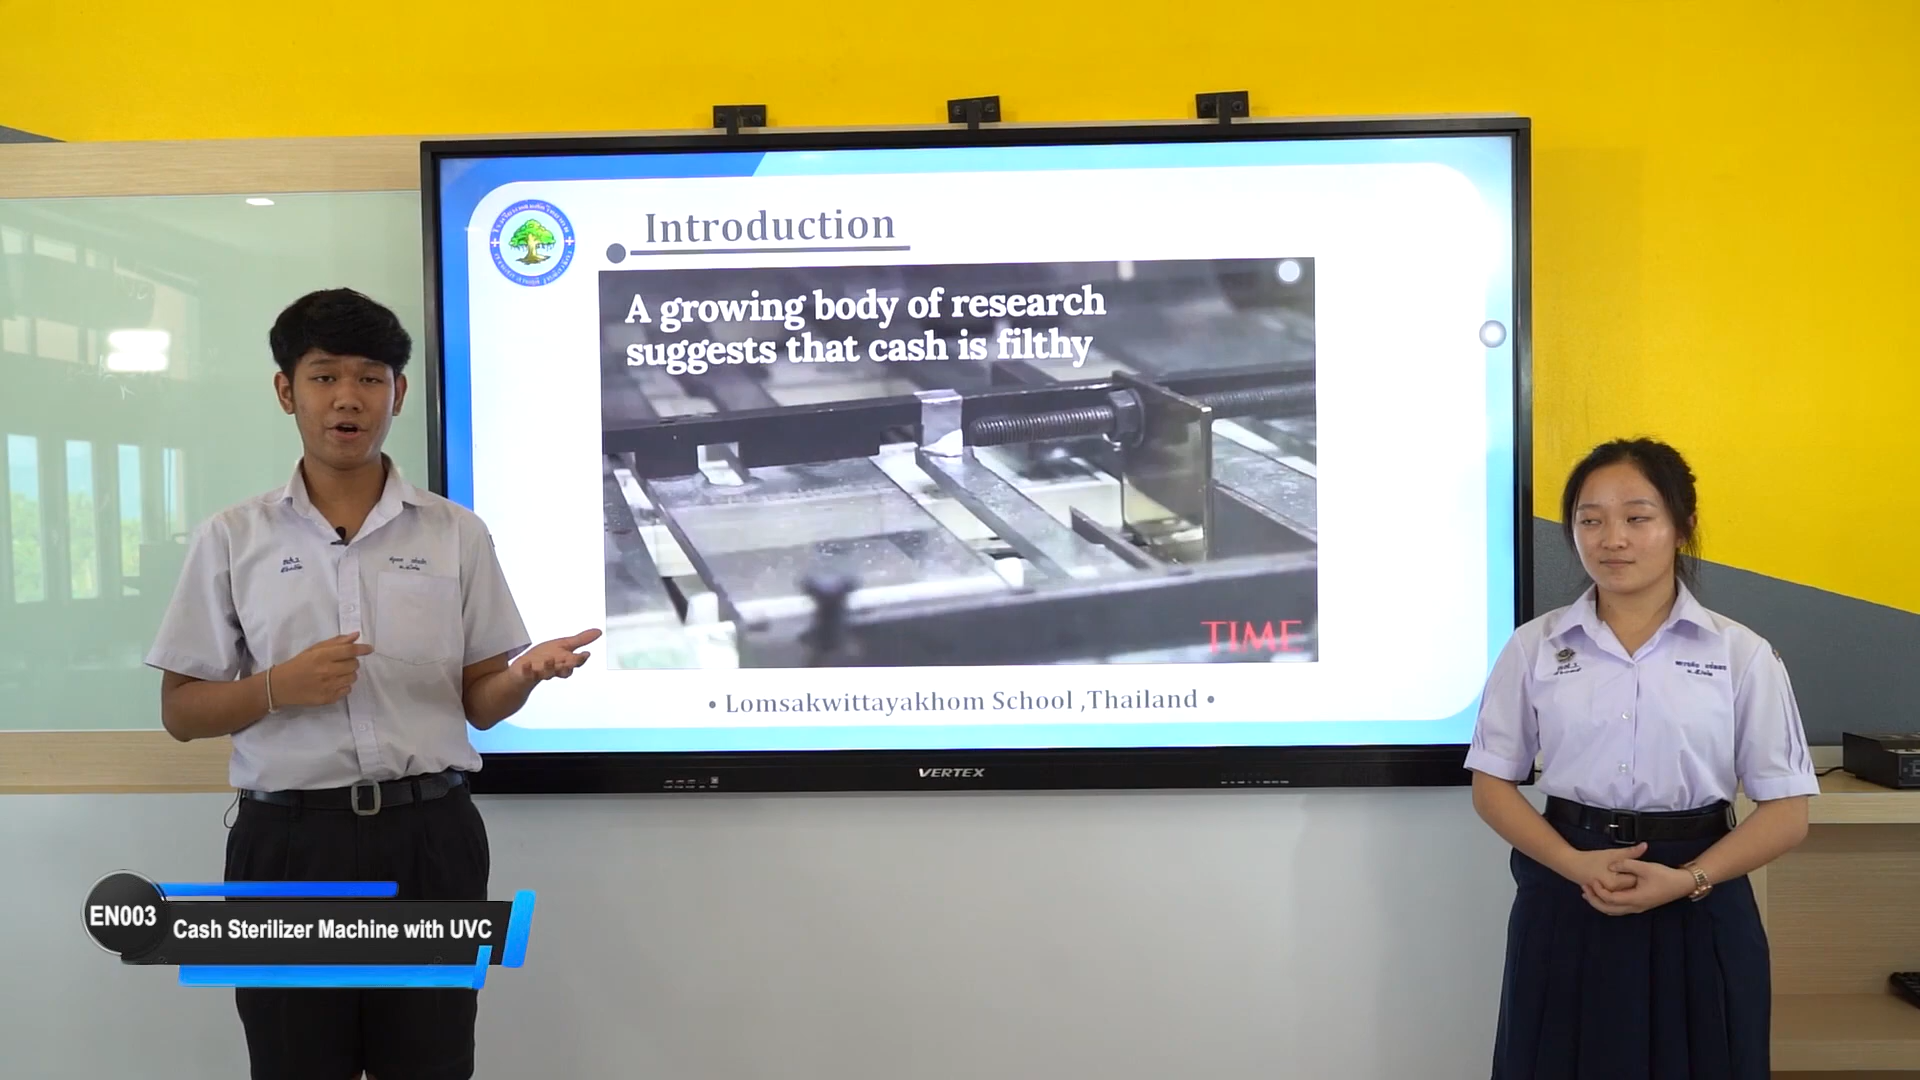 Introduction
A growing body of research
suggests that cash is filthy
TIME
• Lomsakwittayakhom School ,Thailand •
VERTEX
EN003
Cash Sterilizer Machine with UVC